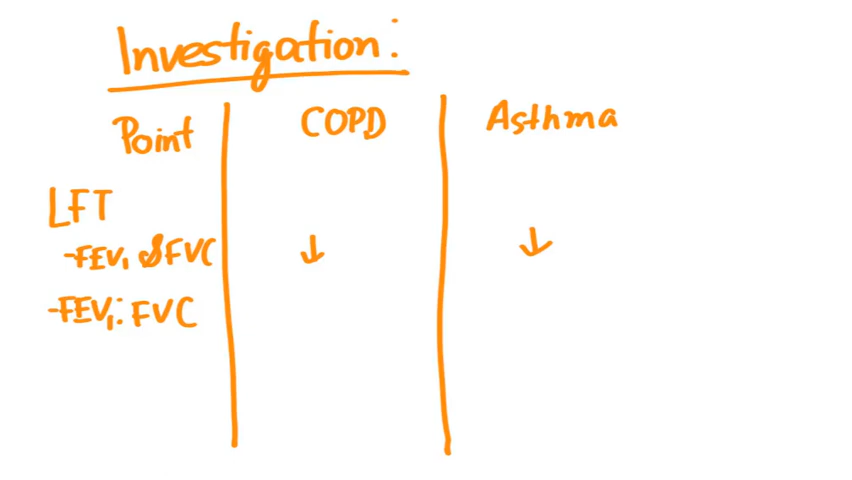 Investigation:
Point COPD Asthma
LFT
-FEV₁ & FVC ↓ ↓
-FEV₁: FVC